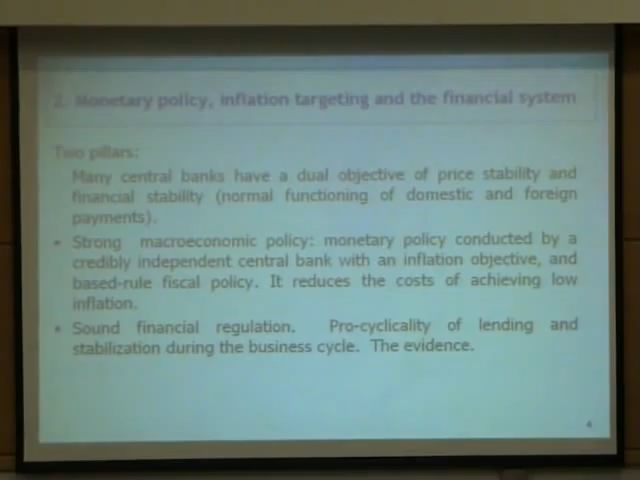 2. Monetary policy, inflation targeting and the financial system
Two pillars:
Many central banks have a dual objective of price stability and
financial stability (normal functioning of domestic and foreign
payments).
• Strong macroeconomic policy: monetary policy conducted by a
credibly independent central bank with an inflation objective, and
based-rule fiscal policy. It reduces the costs of achieving low
inflation.
• Sound financial regulation. Pro-cyclicality of lending and
stabilization during the business cycle. The evidence.
4